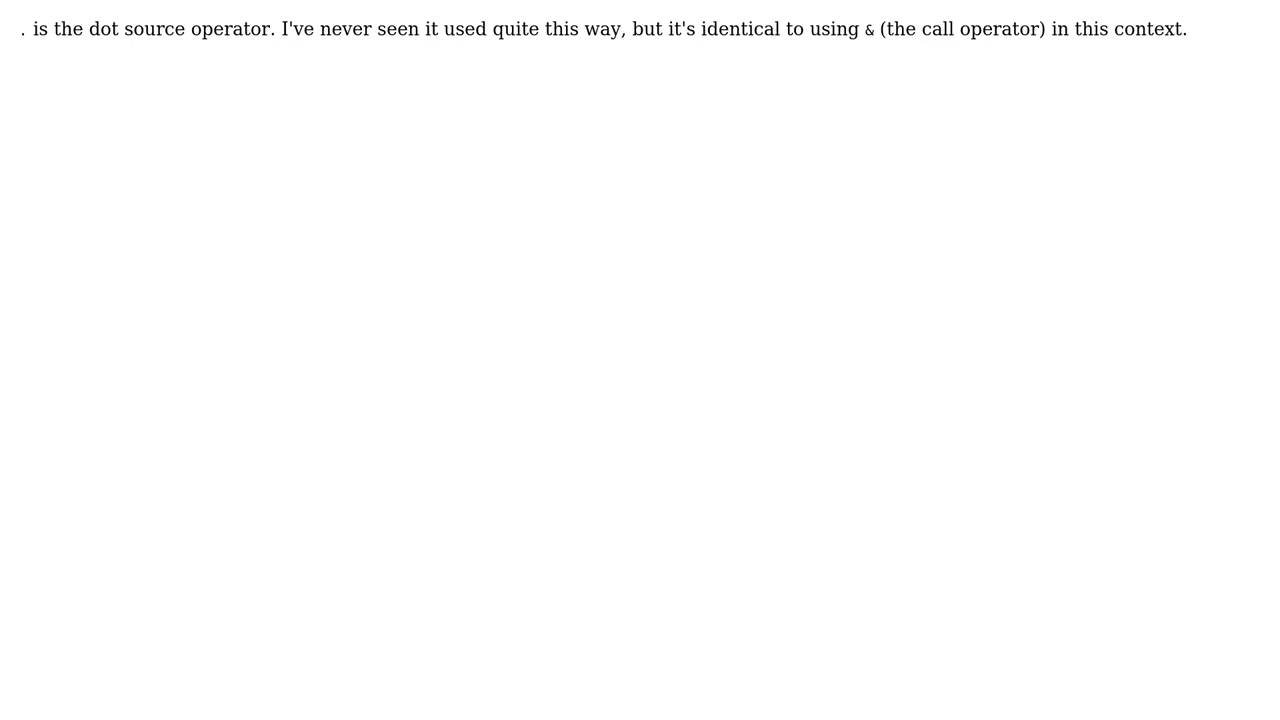 . is the dot source operator. I've never seen it used quite this way, but it's identical to using & (the call operator) in this context.